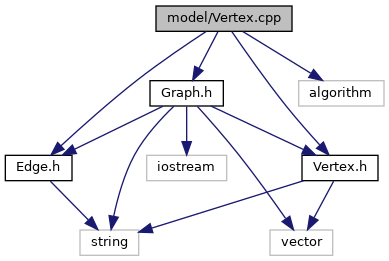 model/Vertex.cpp
Graph.h
algorithm
Edge.h
iostream
Vertex.h
string
vector